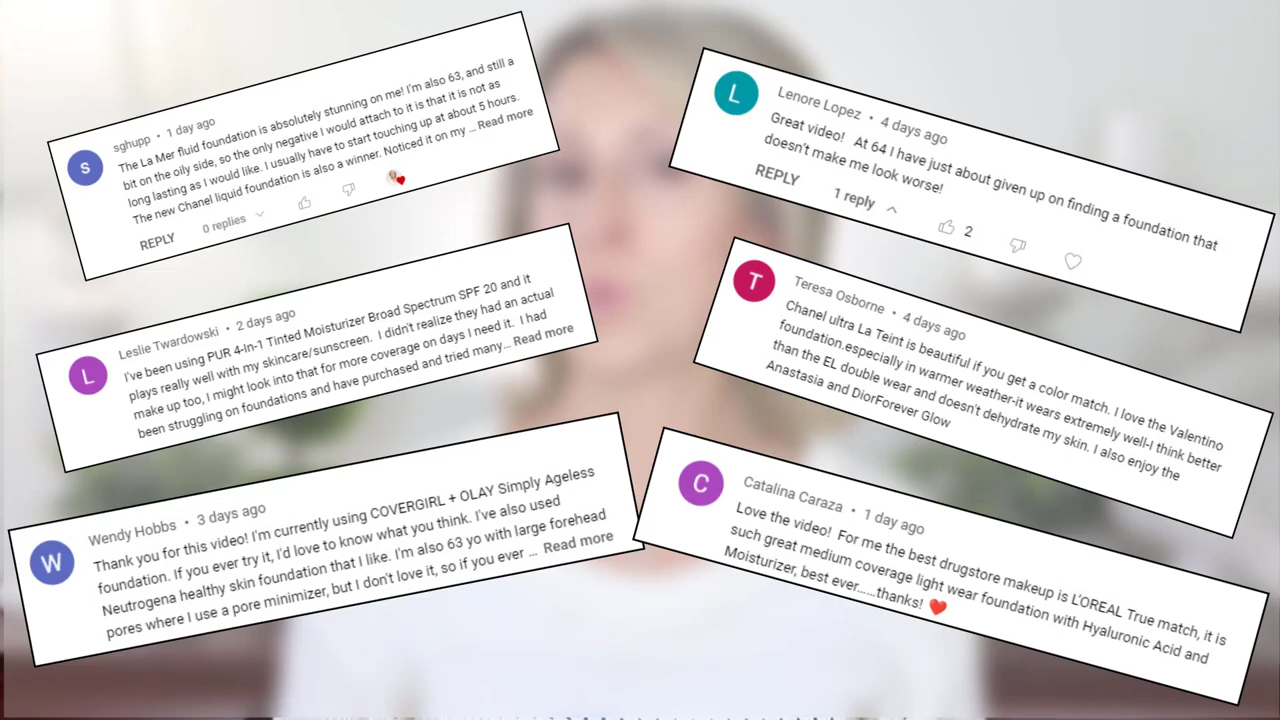 S
sghupp • 1 day ago
The La Mer fluid foundation is absolutely stunning on me! I'm also 63, and still a
bit on the oily side, so the only negative I would attach to it is that it is not as
long lasting as I would like. I usually have to start touching up at about 5 hours.
The new Chanel liquid foundation is also a winner. Noticed it on my ... Read more
REPLY 0 replies
L
Leslie Twardowski • 2 days ago
I've been using PUR 4-In-1 Tinted Moisturizer Broad Spectrum SPF 20 and it
plays really well with my skincare/sunscreen. I didn't realize they had an actual
make up too, I might look into that for more coverage on days I need it. I had
been struggling on foundations and have purchased and tried many... Read more
W
Wendy Hobbs • 3 days ago
Thank you for this video! I'm currently using COVERGIRL + OLAY Simply Ageless
foundation. If you ever try it, I'd love to know what you think. I've also used
Neutrogena healthy skin foundation that I like. I'm also 63 yo with large forehead
pores where I use a pore minimizer, but I don't love it, so if you ever ... Read more
L
Lenore Lopez • 4 days ago
Great video! At 64 I have just about given up on finding a foundation that
doesn't make me look worse!
REPLY 1 reply
2
T
Teresa Osborne • 4 days ago
Chanel ultra La Teint is beautiful if you get a color match. I love the Valentino
foundation.especially in warmer weather-it wears extremely well-I think better
than the EL double wear and doesn't dehydrate my skin. I also enjoy the
Anastasia and DiorForever Glow
C
Catalina Caraza • 1 day ago
Love the video! For me the best drugstore makeup is L'OREAL True match, it is
such great medium coverage light wear foundation with Hyaluronic Acid and
Moisturizer, best ever......thanks! ❤️